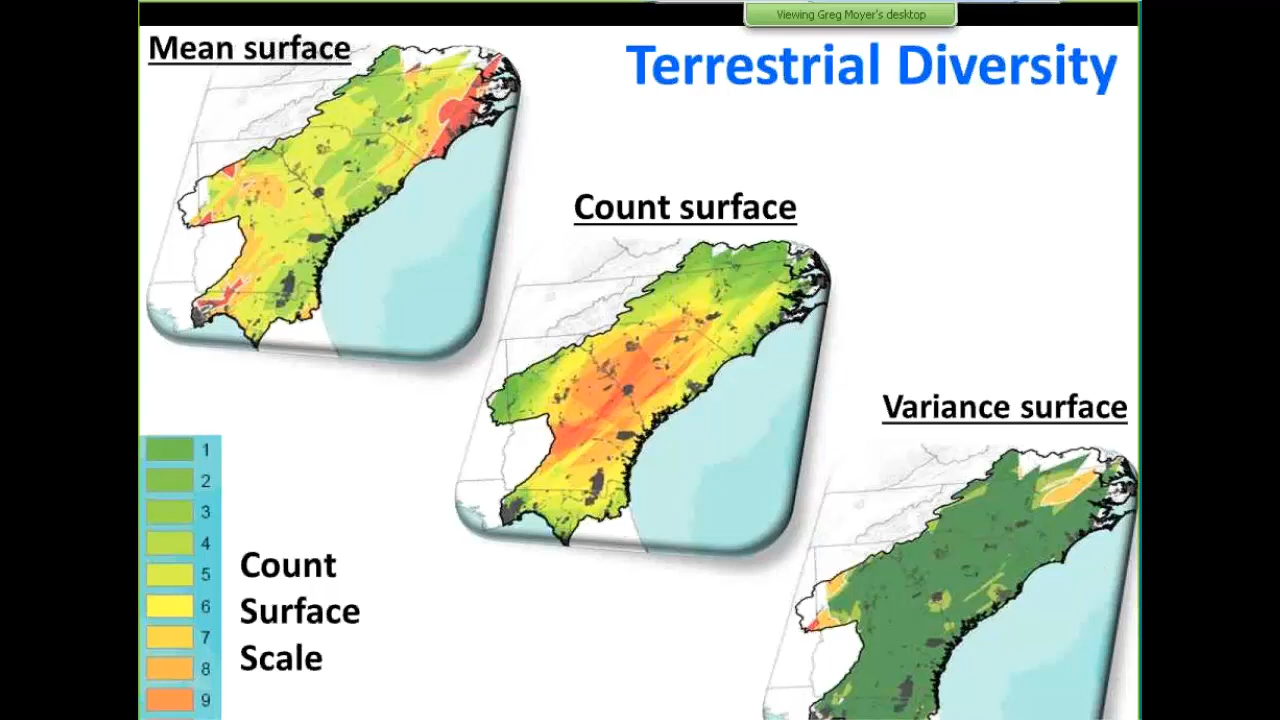 Viewing Greg Moyer's desktop
Mean surface
Terrestrial Diversity
Count surface
Variance surface
1
2
3
4
5
6
7
8
9
Count
Surface
Scale